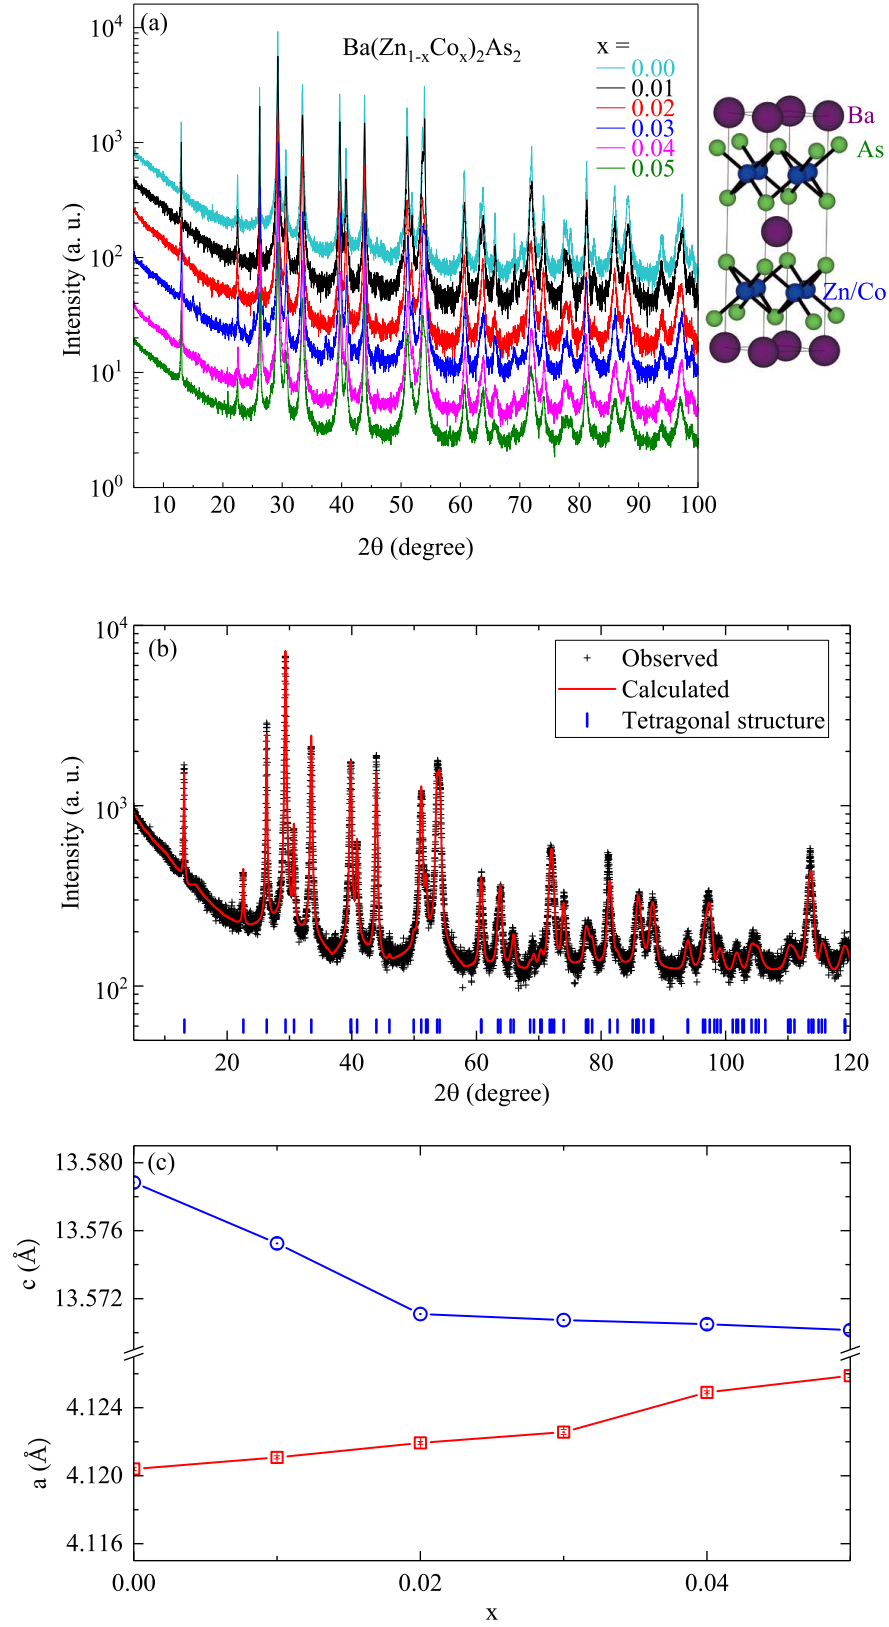 (a)
Ba(Zn1-xCox)2As2
x =
0.00
0.01
0.02
0.03
0.04
0.05
Ba
As
Zn/Co
10^4
10^3
10^2
10^1
10^0
Intensity (a. u.)
10 20 30 40 50 60 70 80 90 100
2θ (degree)
(b)
Observed
Calculated
Tetragonal structure
10^4
10^3
10^2
Intensity (a. u.)
20 40 60 80 100 120
2θ (degree)
(c)
13.580
13.576
13.572
c (Å)
4.124
4.120
4.116
a (Å)
0.00 0.02 0.04
x